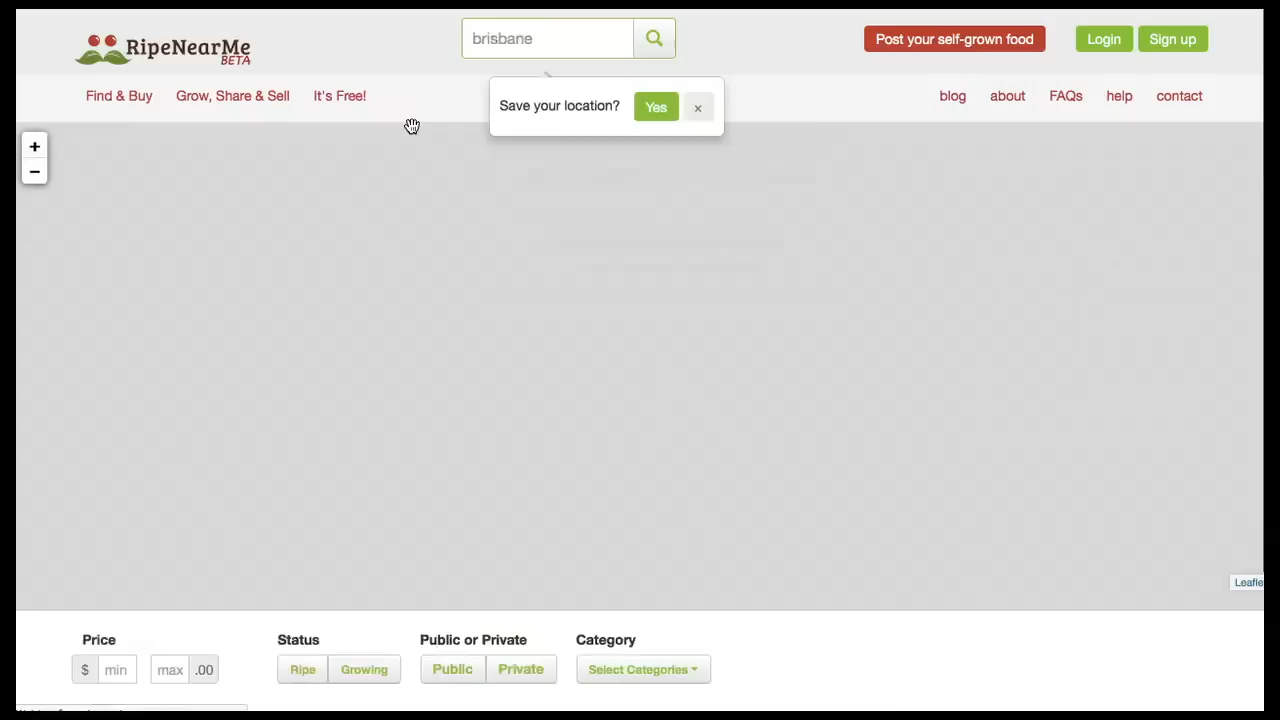 RipeNearMe
BETA
brisbane
Post your self-grown food
Login
Sign up
Find & Buy
Grow, Share & Sell
It's Free!
Save your location?
Yes
×
blog
about
FAQs
help
contact
+
−
Leafle
Price
Status
Public or Private
Category
$
min
max
.00
Ripe
Growing
Public
Private
Select Categories